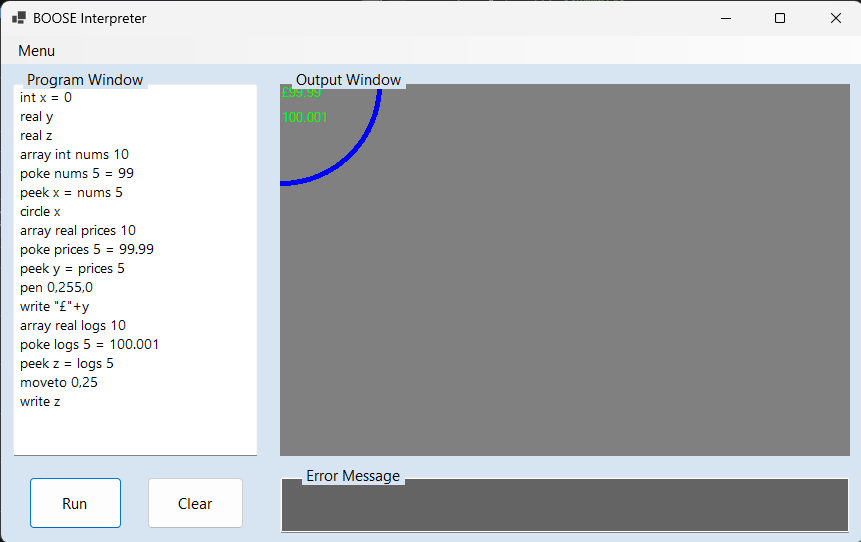 BOOSE Interpreter
Menu
Program Window
int x = 0
real y
real z
array int nums 10
poke nums 5 = 99
peek x = nums 5
circle x
array real prices 10
poke prices 5 = 99.99
peek y = prices 5
pen 0,255,0
write "£"+y
array real logs 10
poke logs 5 = 100.001
peek z = logs 5
moveto 0,25
write z
Run
Clear
Output Window
£99.99
100.001
Error Message